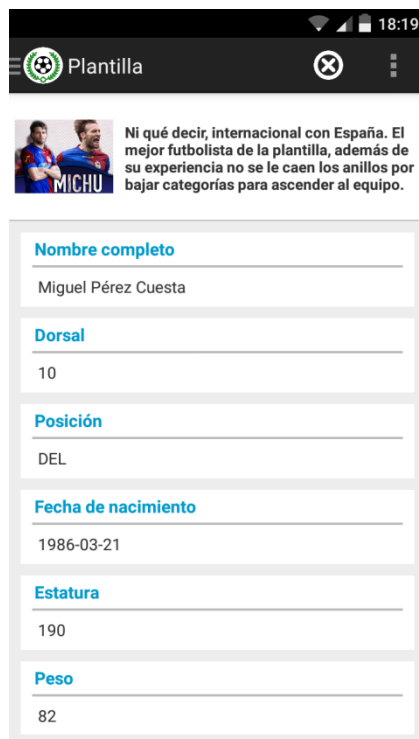 18:19
Plantilla
MICHU
Ni qué decir, internacional con España. El
mejor futbolista de la plantilla, además de
su experiencia no se le caen los anillos por
bajar categorías para ascender al equipo.
Nombre completo
Miguel Pérez Cuesta
Dorsal
10
Posición
DEL
Fecha de nacimiento
1986-03-21
Estatura
190
Peso
82